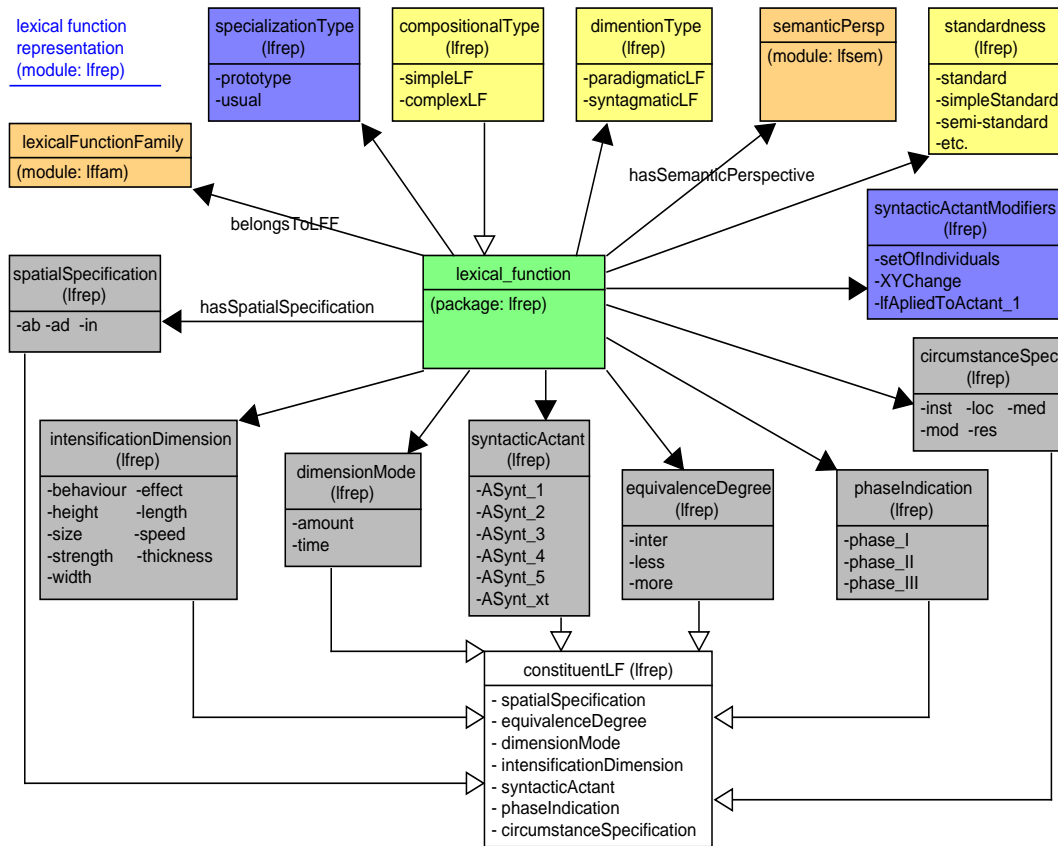 lexical function
representation
(module: lfrep)
specializationType
(lfrep)
-prototype
-usual
compositionalType
(lfrep)
-simpleLF
-complexLF
dimentionType
(lfrep)
-paradigmaticLF
-syntagmaticLF
semanticPersp
(module: lfsem)
standardness
(lfrep)
-standard
-simpleStandard
-semi-standard
-etc.
lexicalFunctionFamily
(module: lffam)
hasSemanticPerspective
belongsToLFF
syntacticActantModifiers
(lfrep)
-setOfIndividuals
-XYChange
-lfApliedToActant_1
spatialSpecification
(lfrep)
-ab -ad -in
hasSpatialSpecification
lexical_function
(package: lfrep)
circumstanceSpec
(lfrep)
-inst -loc -med
-mod -res
intensificationDimension
(lfrep)
-behaviour -effect
-height -length
-size -speed
-strength -thickness
-width
dimensionMode
(lfrep)
-amount
-time
syntacticActant
(lfrep)
-ASynt_1
-ASynt_2
-ASynt_3
-ASynt_4
-ASynt_5
-ASynt_xt
equivalenceDegree
(lfrep)
-inter
-less
-more
phaseIndication
(lfrep)
-phase_I
-phase_II
-phase_III
constituentLF (lfrep)
- spatialSpecification
- equivalenceDegree
- dimensionMode
- intensificationDimension
- syntacticActant
- phaseIndication
- circumstanceSpecification